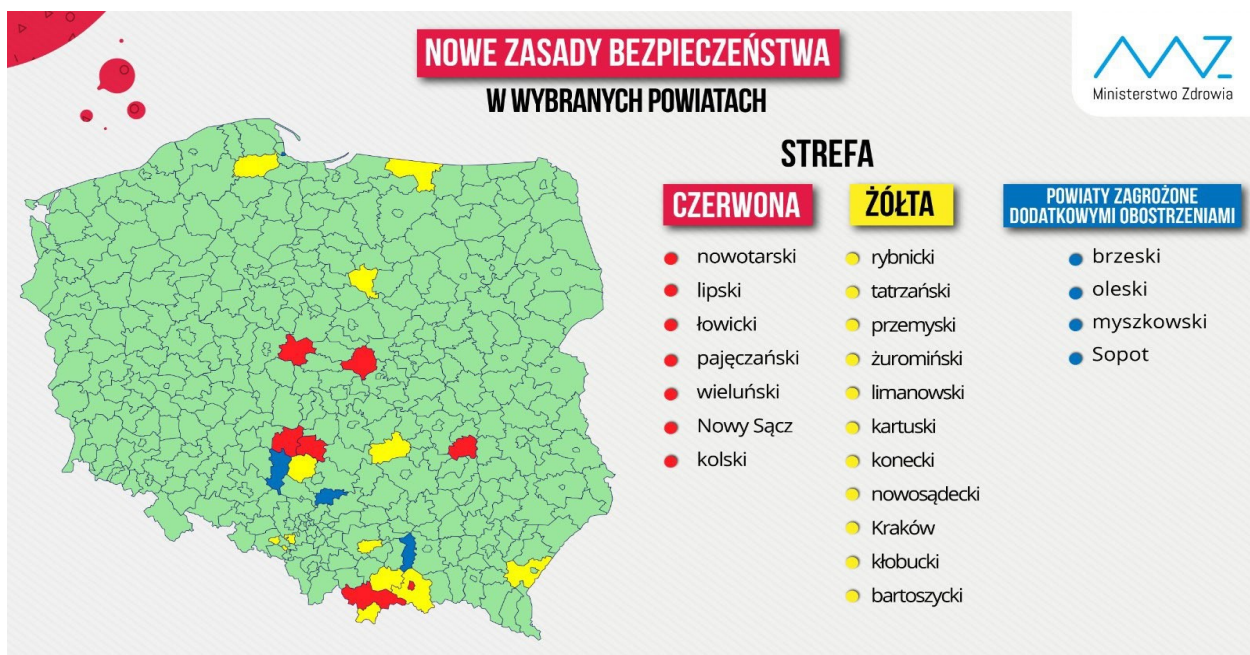 NOWE ZASADY BEZPIECZEŃSTWA
W WYBRANYCH POWIATACH
Ministerstwo Zdrowia
STREFA
CZERWONA
nowotarski
lipski
łowicki
pajęczański
wieluński
Nowy Sącz
kolski
ŻÓŁTA
rybnicki
tatrzański
przemyski
żuromiński
limanowski
kartuski
konecki
nowosądecki
Kraków
kłobucki
bartoszycki
POWIATY ZAGROŻONE
DODATKOWYMI OBOSTRZENIAMI
brzeski
oleski
myszkowski
Sopot